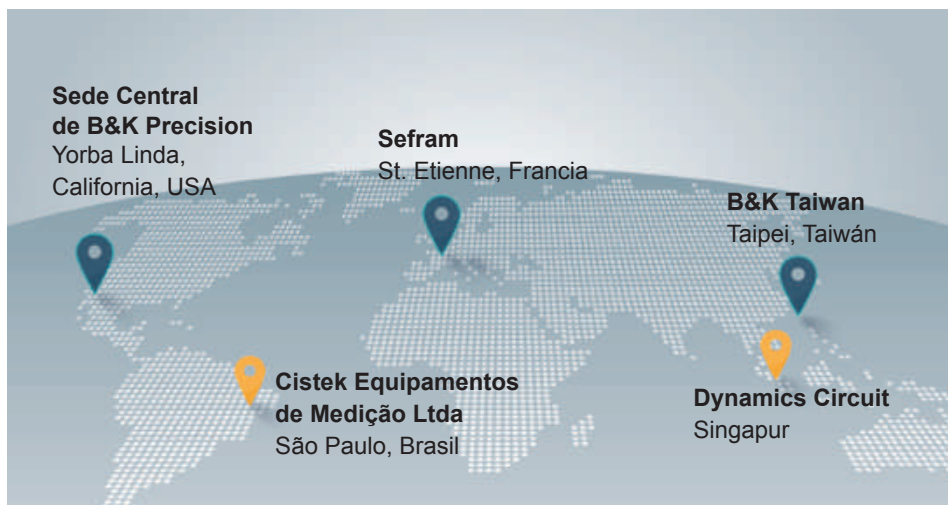 Sede Central
de B&K Precision
Yorba Linda,
California, USA
Sefram
St. Etienne, Francia
B&K Taiwan
Taipei, Taiwán
Cistek Equipamentos
de Medição Ltda
São Paulo, Brasil
Dynamics Circuit
Singapur